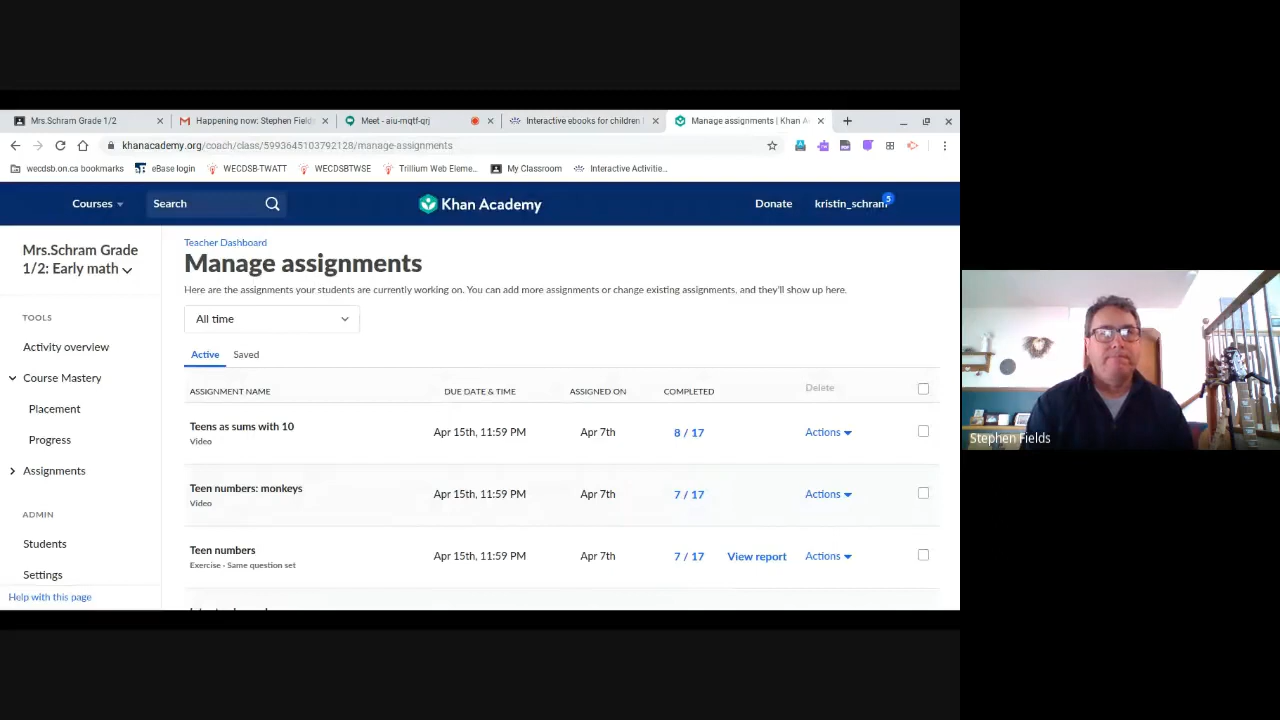 Mrs.Schram Grade 1/2
Happening now: Stephen Fields
Meet - aiu-mqtf-qrj
Interactive ebooks for children
Manage assignments | Khan A
khanacademy.org/coach/class/5993645103792128/manage-assignments
wecdsb.on.ca bookmarks
eBase login
WECDSB-TWATT
WECDSBTWSE
Trillium Web Eleme...
My Classroom
Interactive Activitie...
Courses
Search
Khan Academy
Donate
kristin_schram
5
Mrs.Schram Grade
1/2: Early math
TOOLS
Activity overview
Course Mastery
Placement
Progress
Assignments
ADMIN
Students
Settings
Help with this page
Teacher Dashboard
Manage assignments
Here are the assignments your students are currently working on. You can add more assignments or change existing assignments, and they'll show up here.
All time
Active Saved
ASSIGNMENT NAME DUE DATE & TIME ASSIGNED ON COMPLETED Delete
Teens as sums with 10 Apr 15th, 11:59 PM Apr 7th 8 / 17 Actions
Video
Teen numbers: monkeys Apr 15th, 11:59 PM Apr 7th 7 / 17 Actions
Video
Teen numbers Apr 15th, 11:59 PM Apr 7th 7 / 17 View report Actions
Exercise · Same question set
Stephen Fields